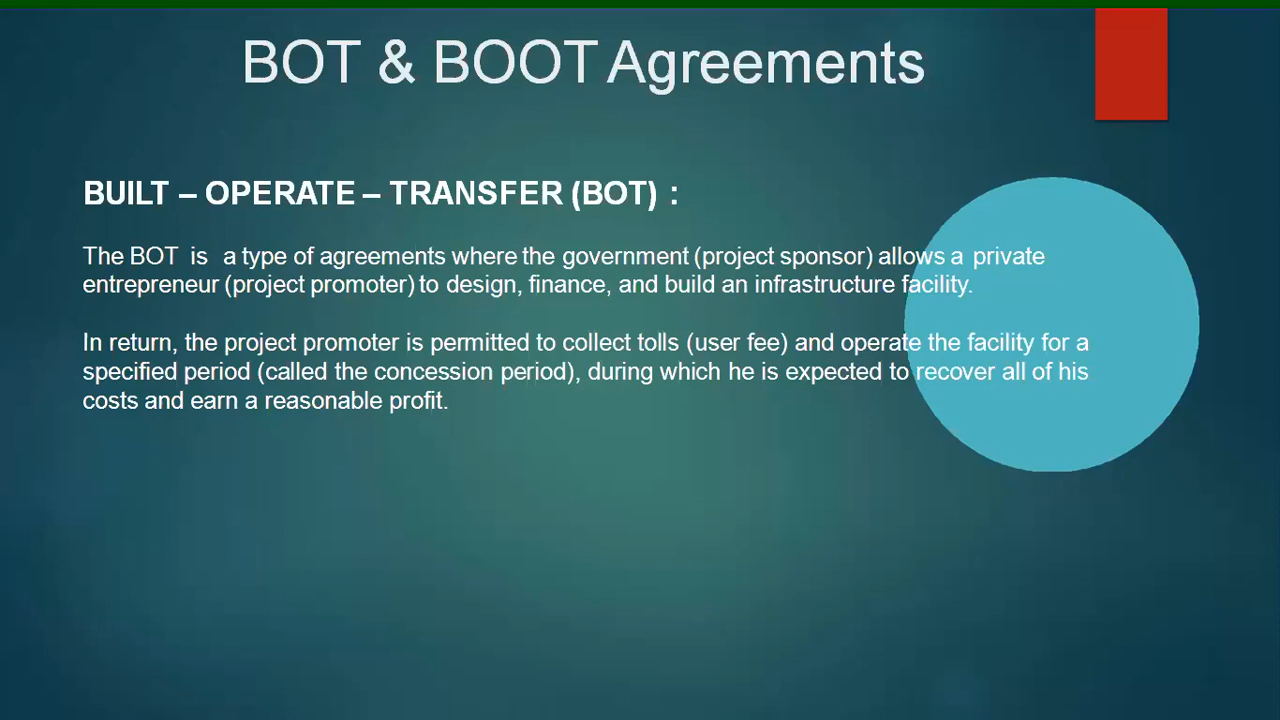 BOT & BOOT Agreements
BUILT – OPERATE – TRANSFER (BOT) :
The BOT is a type of agreements where the government (project sponsor) allows a private
entrepreneur (project promoter) to design, finance, and build an infrastructure facility.
In return, the project promoter is permitted to collect tolls (user fee) and operate the facility for a
specified period (called the concession period), during which he is expected to recover all of his
costs and earn a reasonable profit.